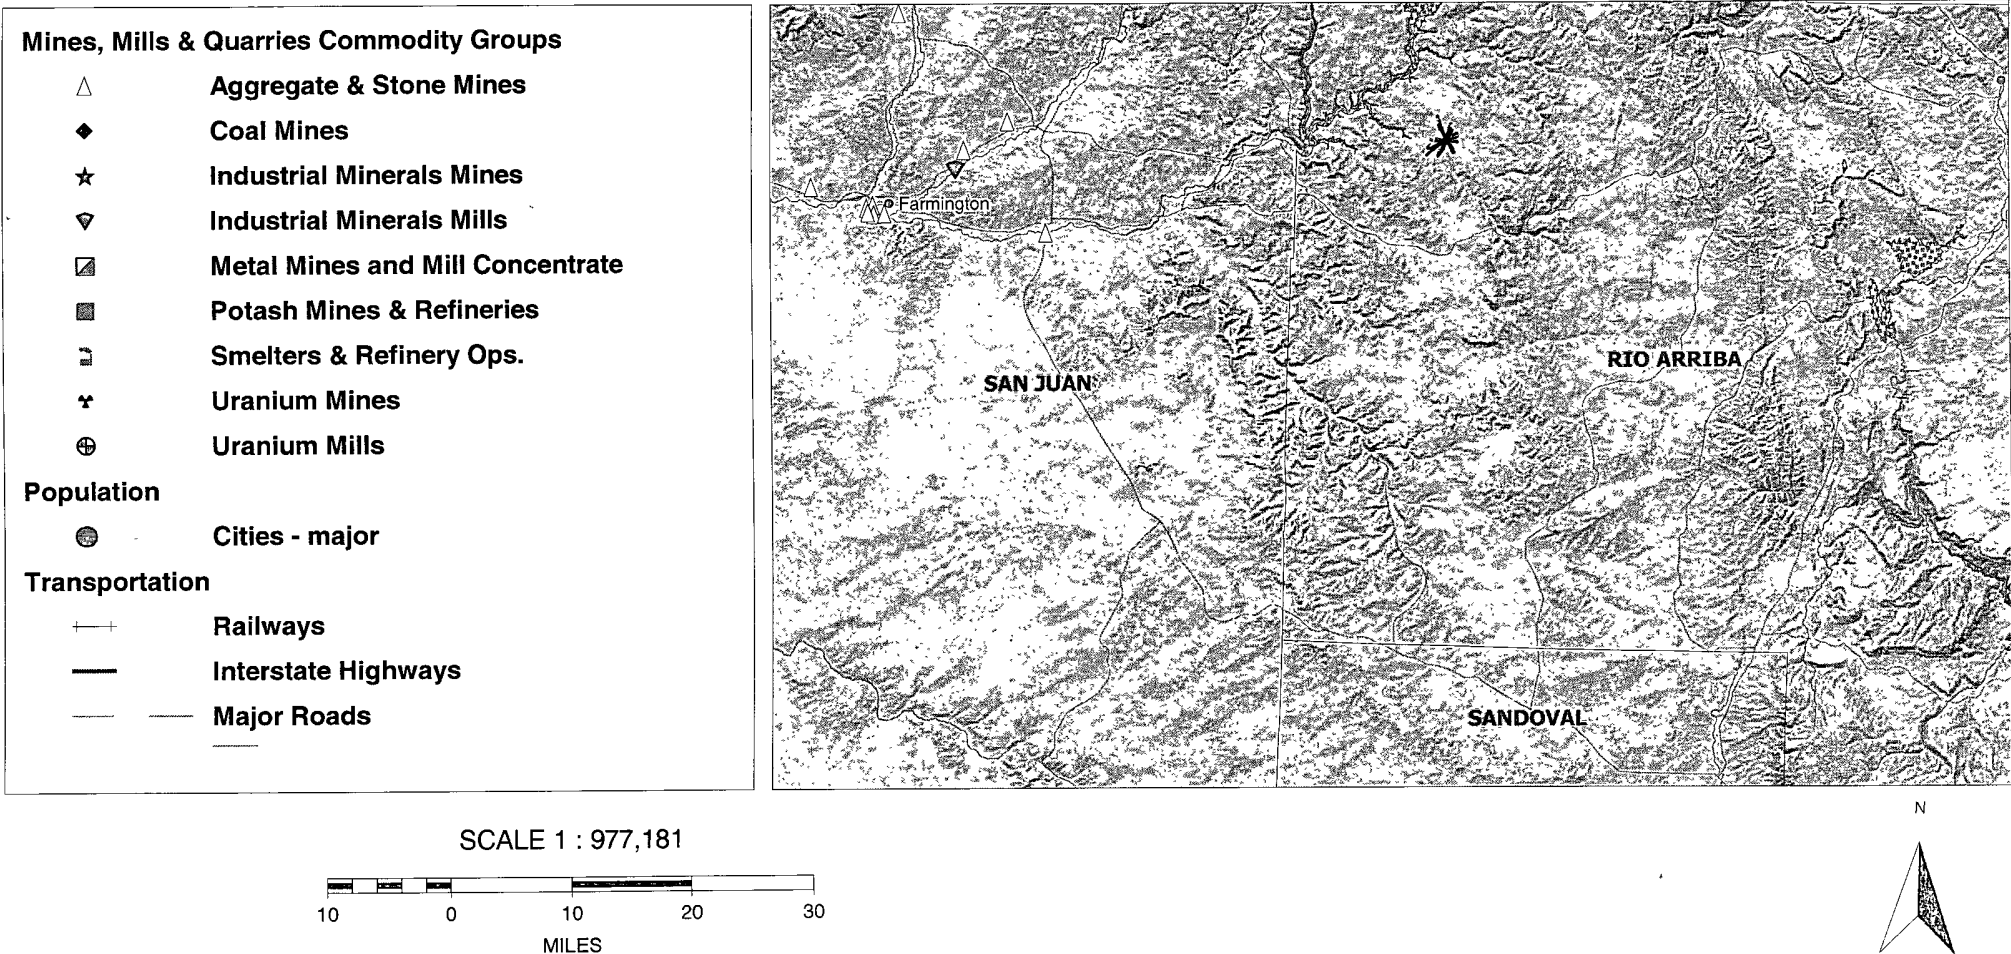 Mines, Mills & Quarries Commodity Groups
Aggregate & Stone Mines
Coal Mines
Industrial Minerals Mines
Industrial Minerals Mills
Metal Mines and Mill Concentrate
Potash Mines & Refineries
Smelters & Refinery Ops.
Uranium Mines
Uranium Mills
Population
Cities - major
Transportation
Railways
Interstate Highways
Major Roads
Farmington
SAN JUAN
RIO ARRIBA
SANDOVAL
SCALE 1 : 977,181
10 0 10 20 30
MILES
N